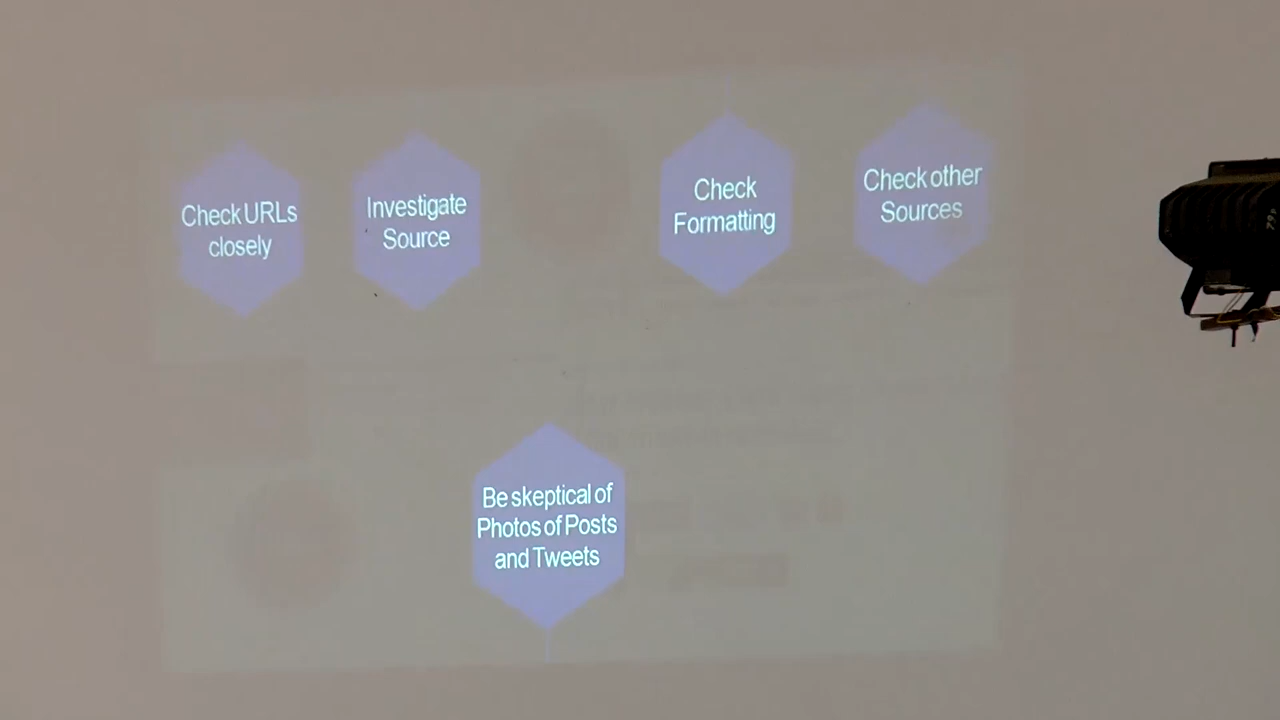 Check URLs
closely
Investigate
Source
Check
Formatting
Check other
Sources
Be skeptical of
Photos of Posts
and Tweets